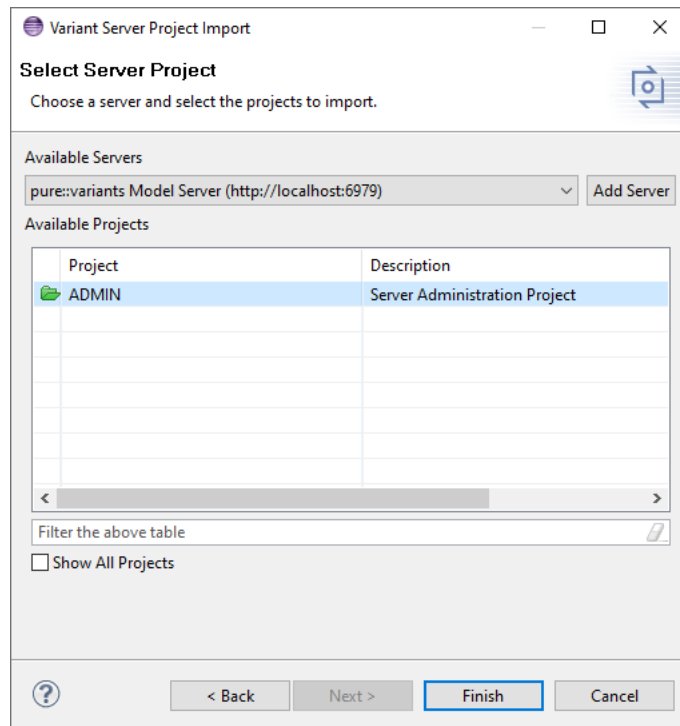 Variant Server Project Import
Select Server Project
Choose a server and select the projects to import.
Available Servers
pure::variants Model Server (http://localhost:6979)
Add Server
Available Projects
Project Description
ADMIN Server Administration Project
Filter the above table
Show All Projects
? < Back Next > Finish Cancel